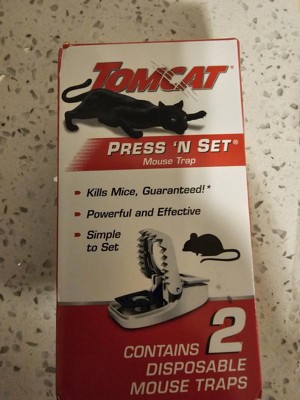 TOMCAT
PRESS 'N SET®
Mouse Trap
Kills Mice, Guaranteed!*
Powerful and Effective
Simple
to Set
CONTAINS 2
DISPOSABLE
MOUSE TRAPS